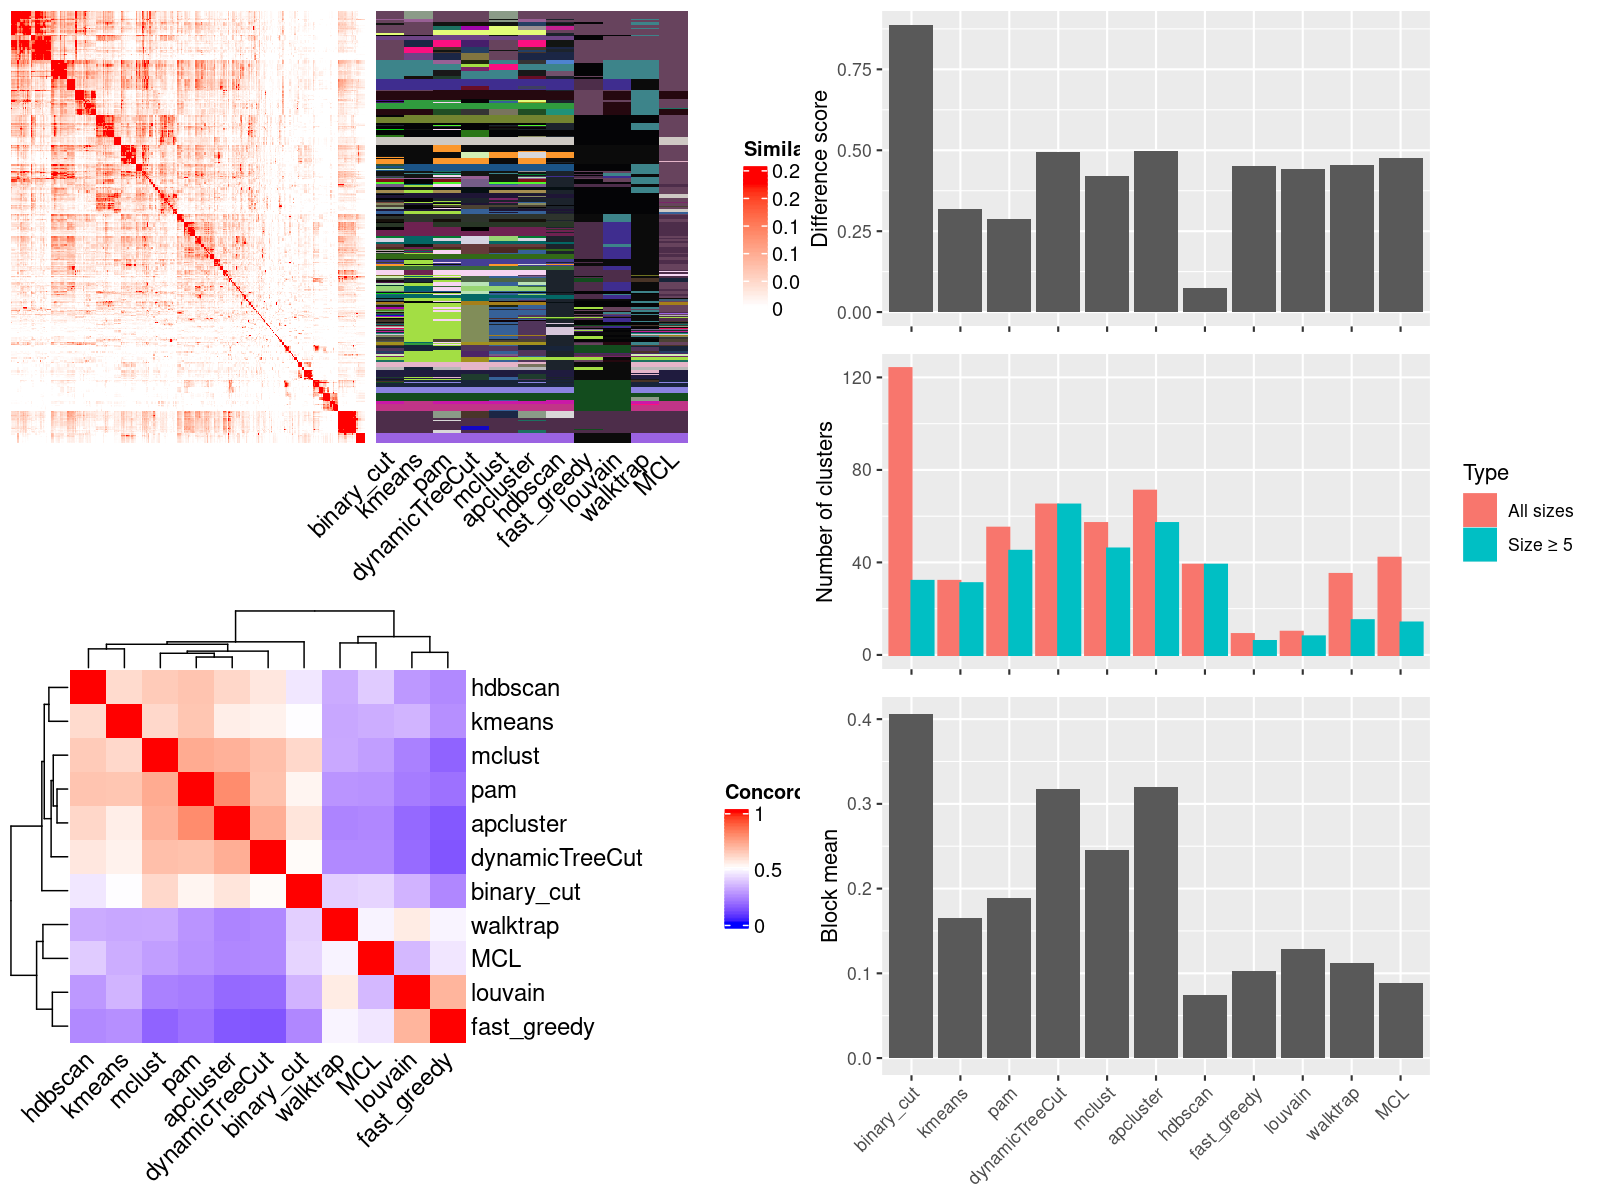 Simila
0.2
0.2
0.1
0.1
0.0
0
binary_cut
kmeans
pam
dynamicTreeCut
mclust
apcluster
hdbscan
fast_greedy
louvain
walktrap
MCL
hdbscan
kmeans
mclust
pam
apcluster
dynamicTreeCut
binary_cut
walktrap
MCL
louvain
fast_greedy
hdbscan
kmeans
mclust
pam
apcluster
dynamicTreeCut
binary_cut
walktrap
MCL
louvain
fast_greedy
Concord
1
0.5
0
Difference score
0.75
0.50
0.25
0.00
Number of clusters
120
80
40
0
Type
All sizes
Size ≥ 5
Block mean
0.4
0.3
0.2
0.1
0.0
binary_cut
kmeans
pam
dynamicTreeCut
mclust
apcluster
hdbscan
fast_greedy
louvain
walktrap
MCL